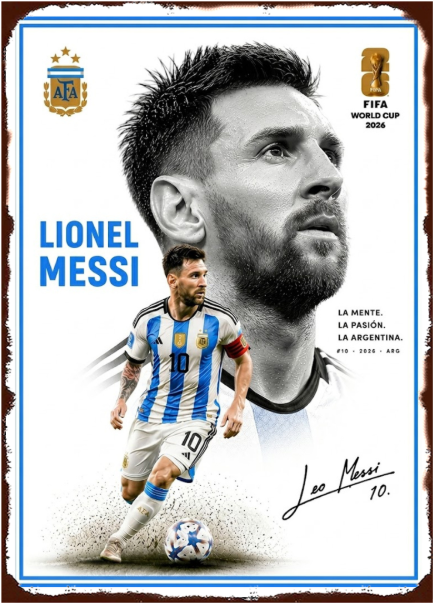 AFA
FIFA
WORLD CUP
2026
LIONEL
MESSI
LA MENTE.
LA PASIÓN.
LA ARGENTINA.
#10 • 2026 • ARG
10
10
Leo Messi
10.